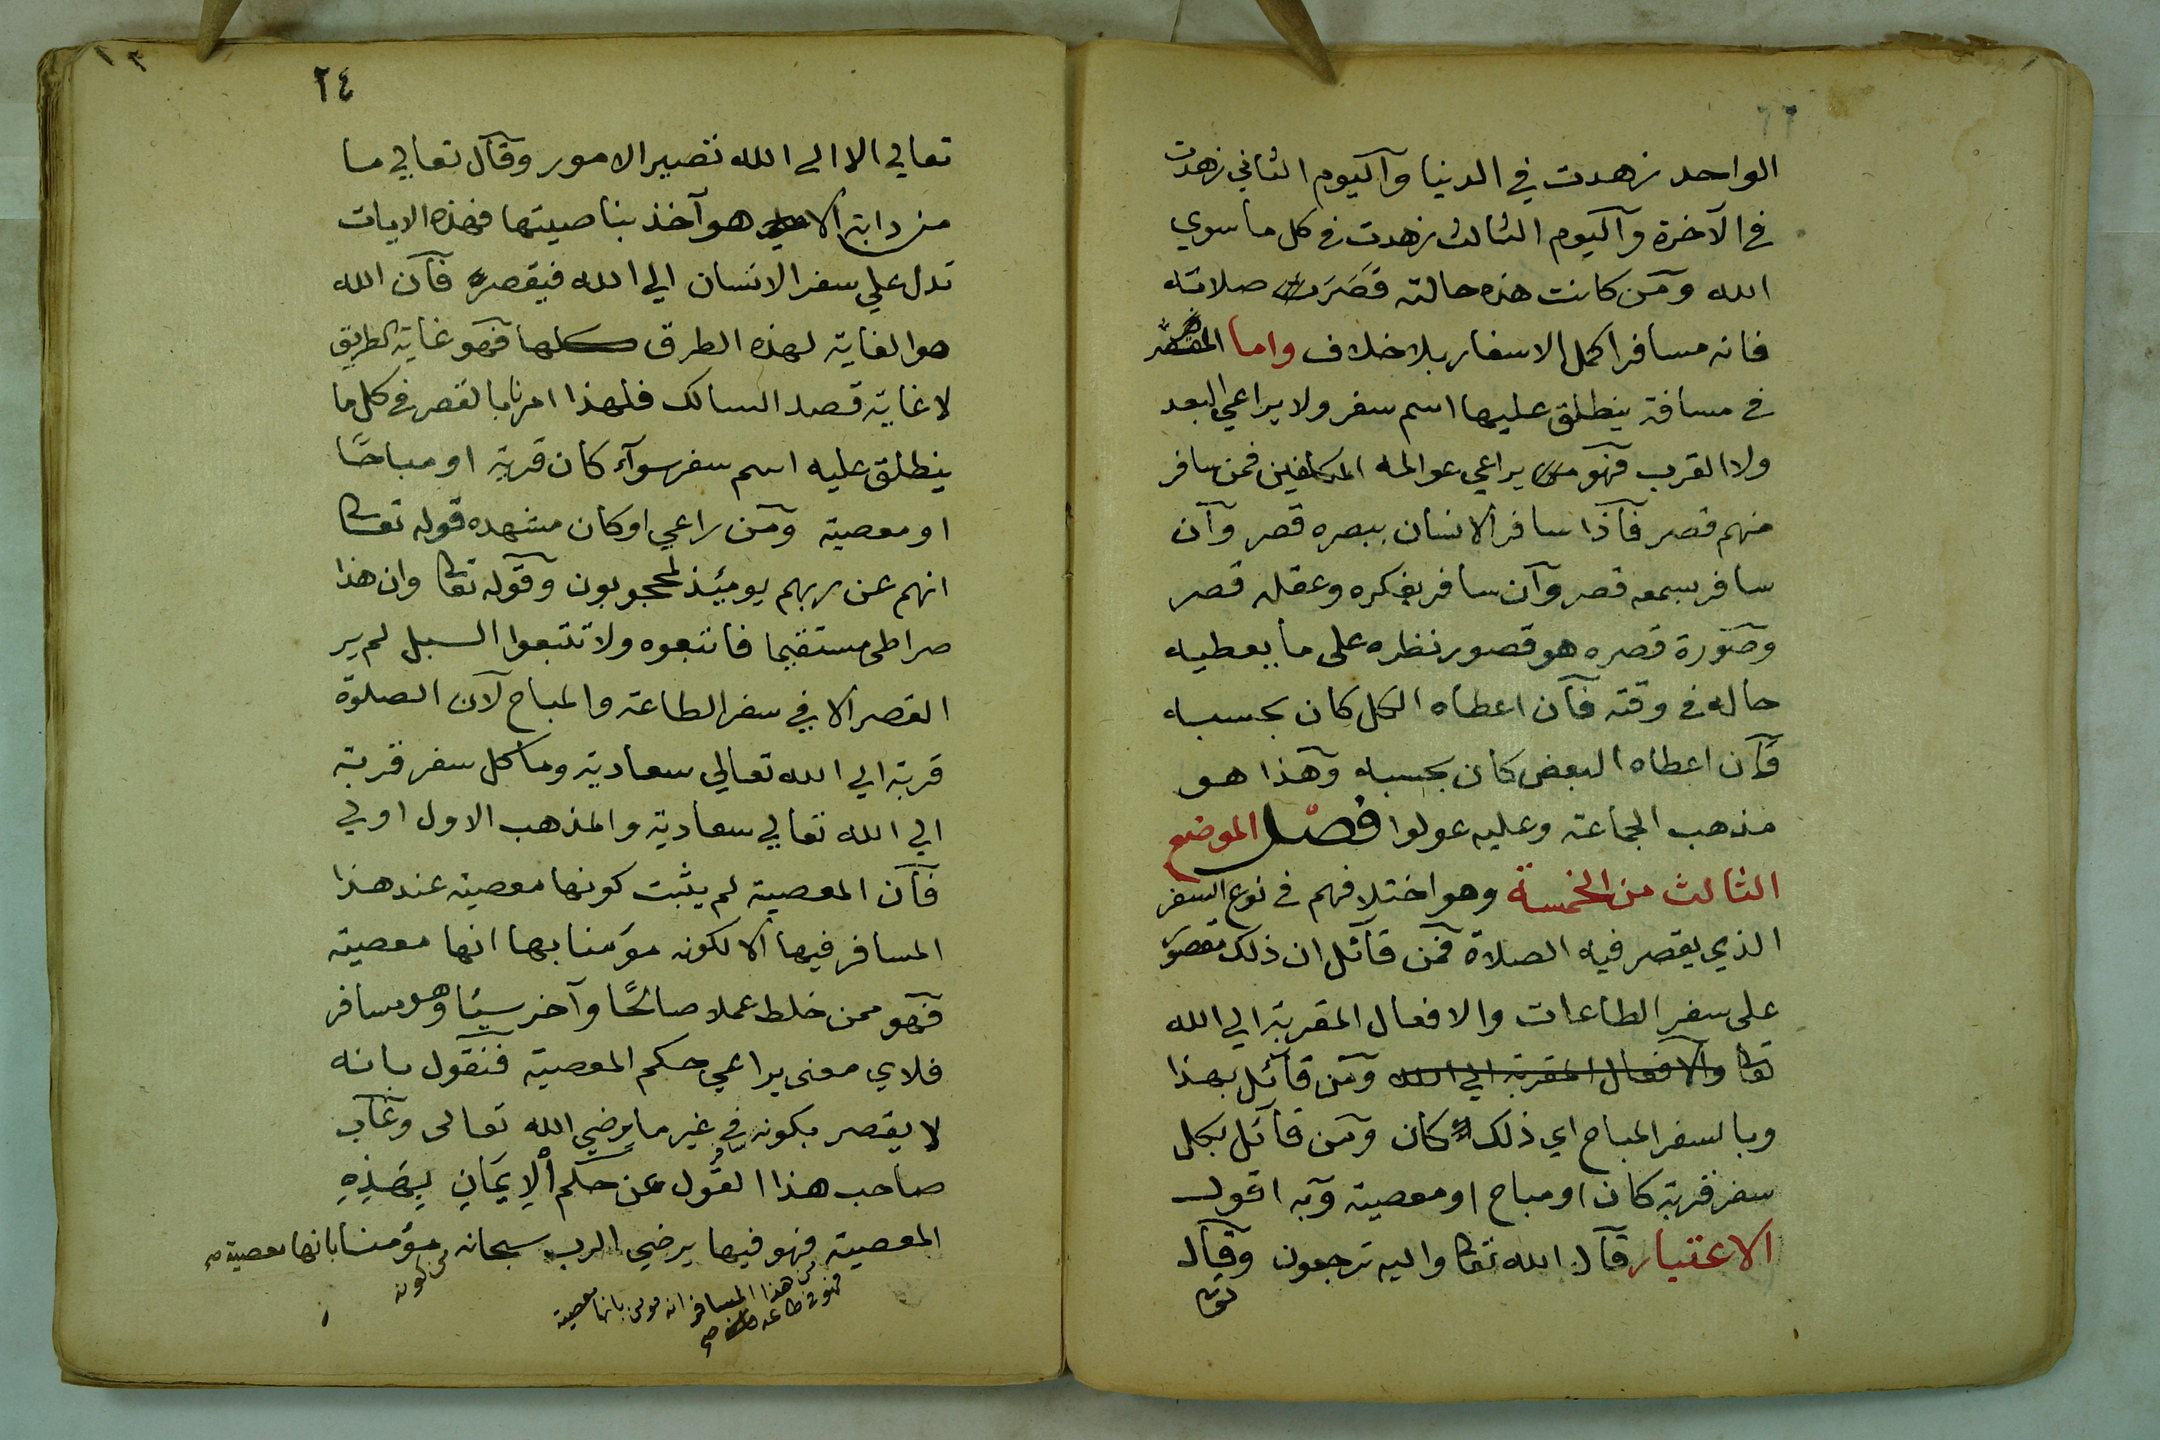 الواحد زهدت في الدنيا واليوم الثاني زهدت
في الآخرة واليوم الثالث زهدت في كل ما سوي
الله ومن كانت هذه حالته قصرت صلاته
فانه مسافر اكمل الاسفار بلا خلاف واما
في مسافة ينطلق عليها اسم سفر ولا يراعي البعد
ولا القرب فهو من يراعي عوالمه المكلفين فمن سافر
منهم قصر فاذا سافر الانسان ببصره قصر وان
سافر بسمعه قصر وان سافر بفكره وعقله قصر
وصورة قصره هو قصور نظره على ما يعطيه
حاله في وقته فان اعطاه الكل كان بحسبه
فان اعطاه البعض كان بحسبه وهذا هو
مذهب الجماعة وعليه عولوا فصل الموضع
الثالث من الخمسة وهو اختلافهم في نوع السفر
الذي يقصر فيه الصلاة فمن قائل ان ذلك مقصور
على سفر الطاعات والافعال المقربة الي الله
تعا والافعال المقربة الي الله ومن قائل بهذا
وبالسفر المباح اي ذلك كان ومن قائل بكل
سفر قربة كان او مباح او معصية وبه اقول
الاعتبار قال الله تعا واليه ترجعون وقال
تعا
٢٤
تعالي الا الي الله تصير الامور وقال تعالي ما
من دابة الا هو آخذ بناصيتها فهذه الايات
تدل علي سفر الانسان الي الله فيقصر فان الله
هو الغاية لهذه الطرق كلها فهو غاية الطريق
لا غاية قصد السالك فلهذا امرنا بالقصر في كل ما
ينطلق عليه اسم سفر سوآء كان قربة او مباحًا
او معصية ومن راعي او كان مشهده قوله تعا
انهم عن ربهم يومئذ لمحجوبون وقوله تعا وان هذا
صراطى مستقيما فاتبعوه ولا تتبعوا السبل لم ير
القصر الا في سفر الطاعة والمباح لان الصلوة
قربة الي الله تعالي سعادية وما كل سفر قربة
الي الله تعالي سعادية والمذهب الاول اولي
فان المعصية لم يثبت كونها معصية عند هذا
المسافر فيها الا لكونه مؤمنا بها انها معصية
فهو ممن خلط عملا صالحًا وآخر سيئا وهو مسافر
فلاي معنى يراعي حكم المعصية فنقول بانه
لا يقصر بكونه في غير ما يرضي الله تعالى وغاب
صاحب هذا القول عن حكم الإيمان بهذه
المعصية فهو فيها يرضي الرب سبحانه مؤمنا بانها معصية
من كونه
من هذا المسافر انه مومن بانها معصية
فهو في طاعة